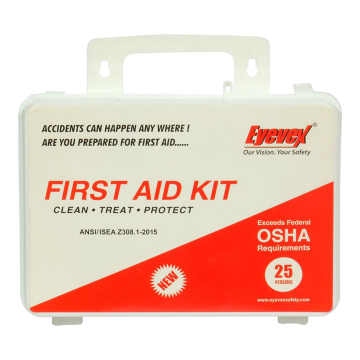 ACCIDENTS CAN HAPPEN ANY WHERE !
ARE YOU PREPARED FOR FIRST AID......
Eyevex®
Our Vision. Your Safety
FIRST AID KIT
CLEAN • TREAT • PROTECT
ANSI/ISEA Z308.1-2015
NEW
Exceeds Federal
OSHA
Requirements
25
PERSONS
www.eyevexsafety.com